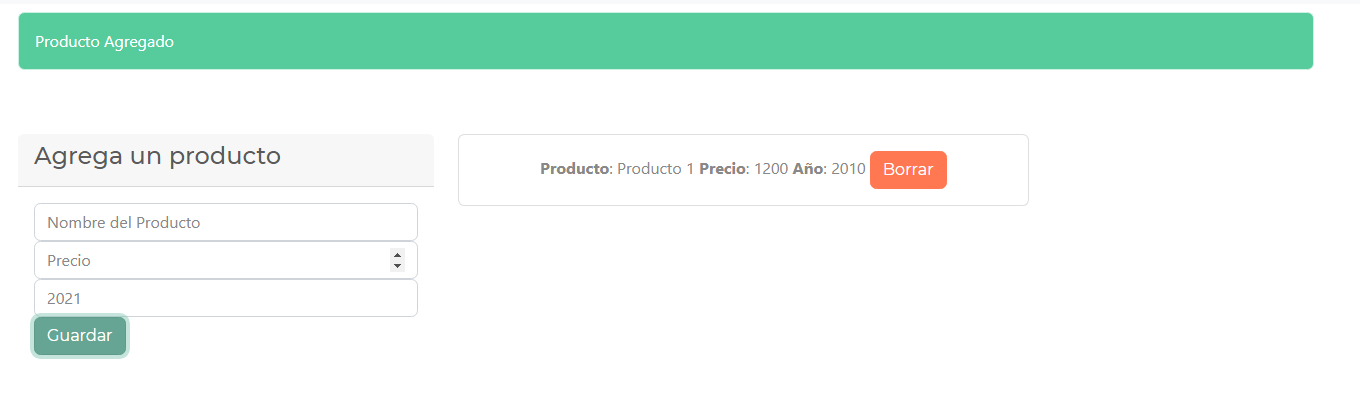 Producto Agregado
Agrega un producto
Nombre del Producto
Precio
2021
Guardar
Producto: Producto 1 Precio: 1200 Año: 2010 Borrar